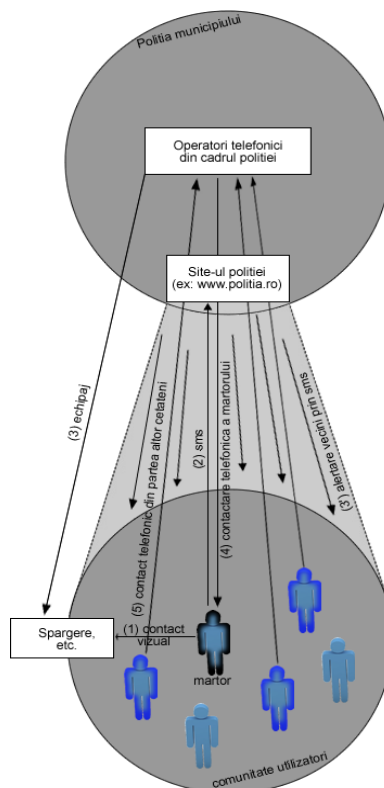 Politia municipiului
Operatori telefonici
din cadrul politiei
Site-ul politiei
(ex: www.politia.ro)
(3) echipaj
(5) contact telefonic din partea altor cetateni
(2) sms
(4) contactare telefonica a martorului
(3') alertare vecini prin sms
Spargere,
etc.
(1) contact
vizual
martor
comunitate utilizatori